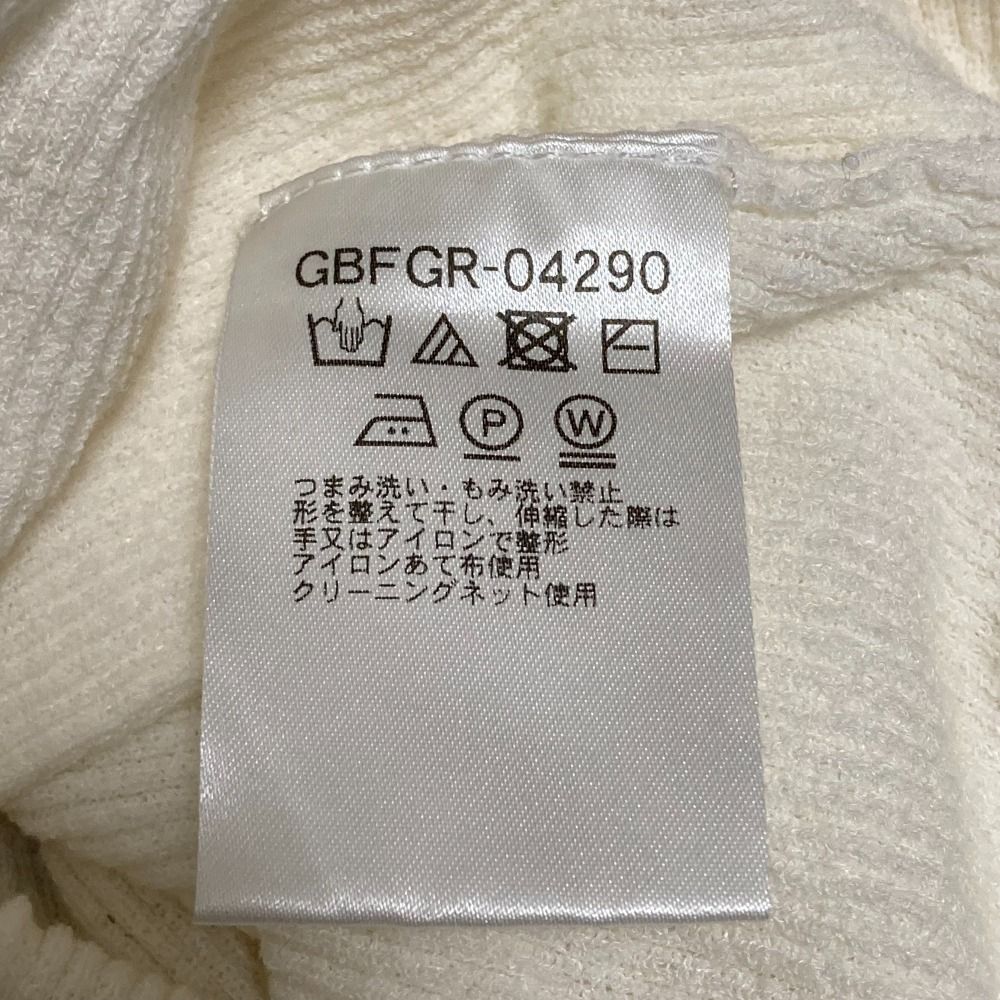 GBFGR-04290
P W
つまみ洗い・もみ洗い禁止
形を整えて干し、伸縮した際は
手又はアイロンで整形
アイロンあて布使用
クリーニングネット使用